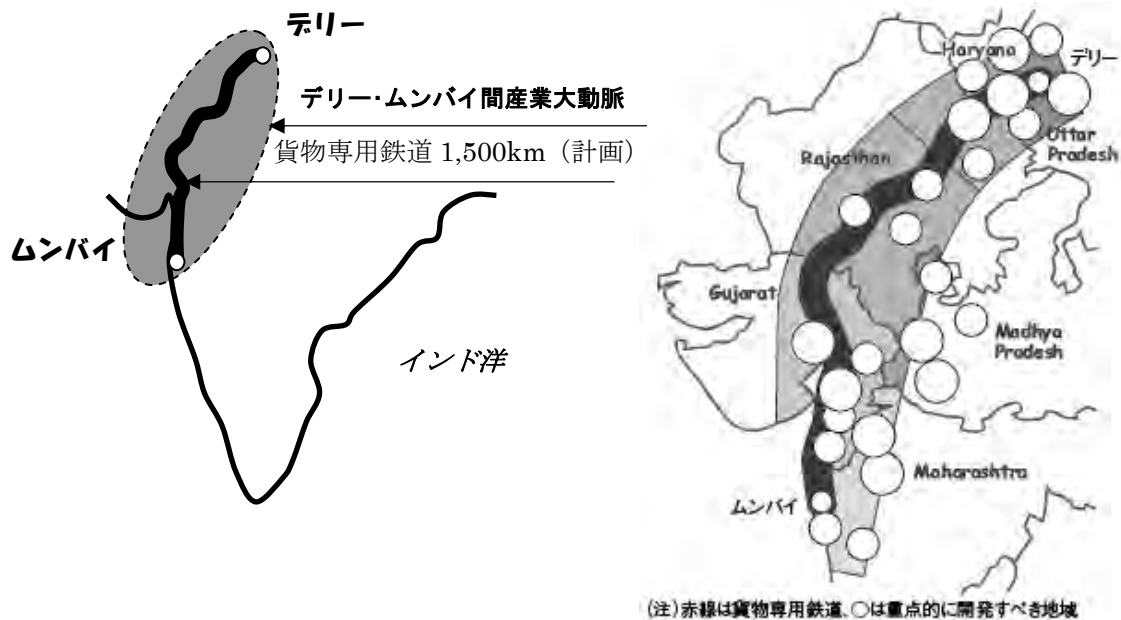 デリー
デリー・ムンバイ間産業大動脈
貨物専用鉄道 1,500km（計画）
ムンバイ
インド洋
Haryana
デリー
Uttar
Pradesh
Rajasthan
Gujarat
Madhya
Pradesh
Maharashtra
ムンバイ
(注)赤線は貨物専用鉄道、○は重点的に開発すべき地域